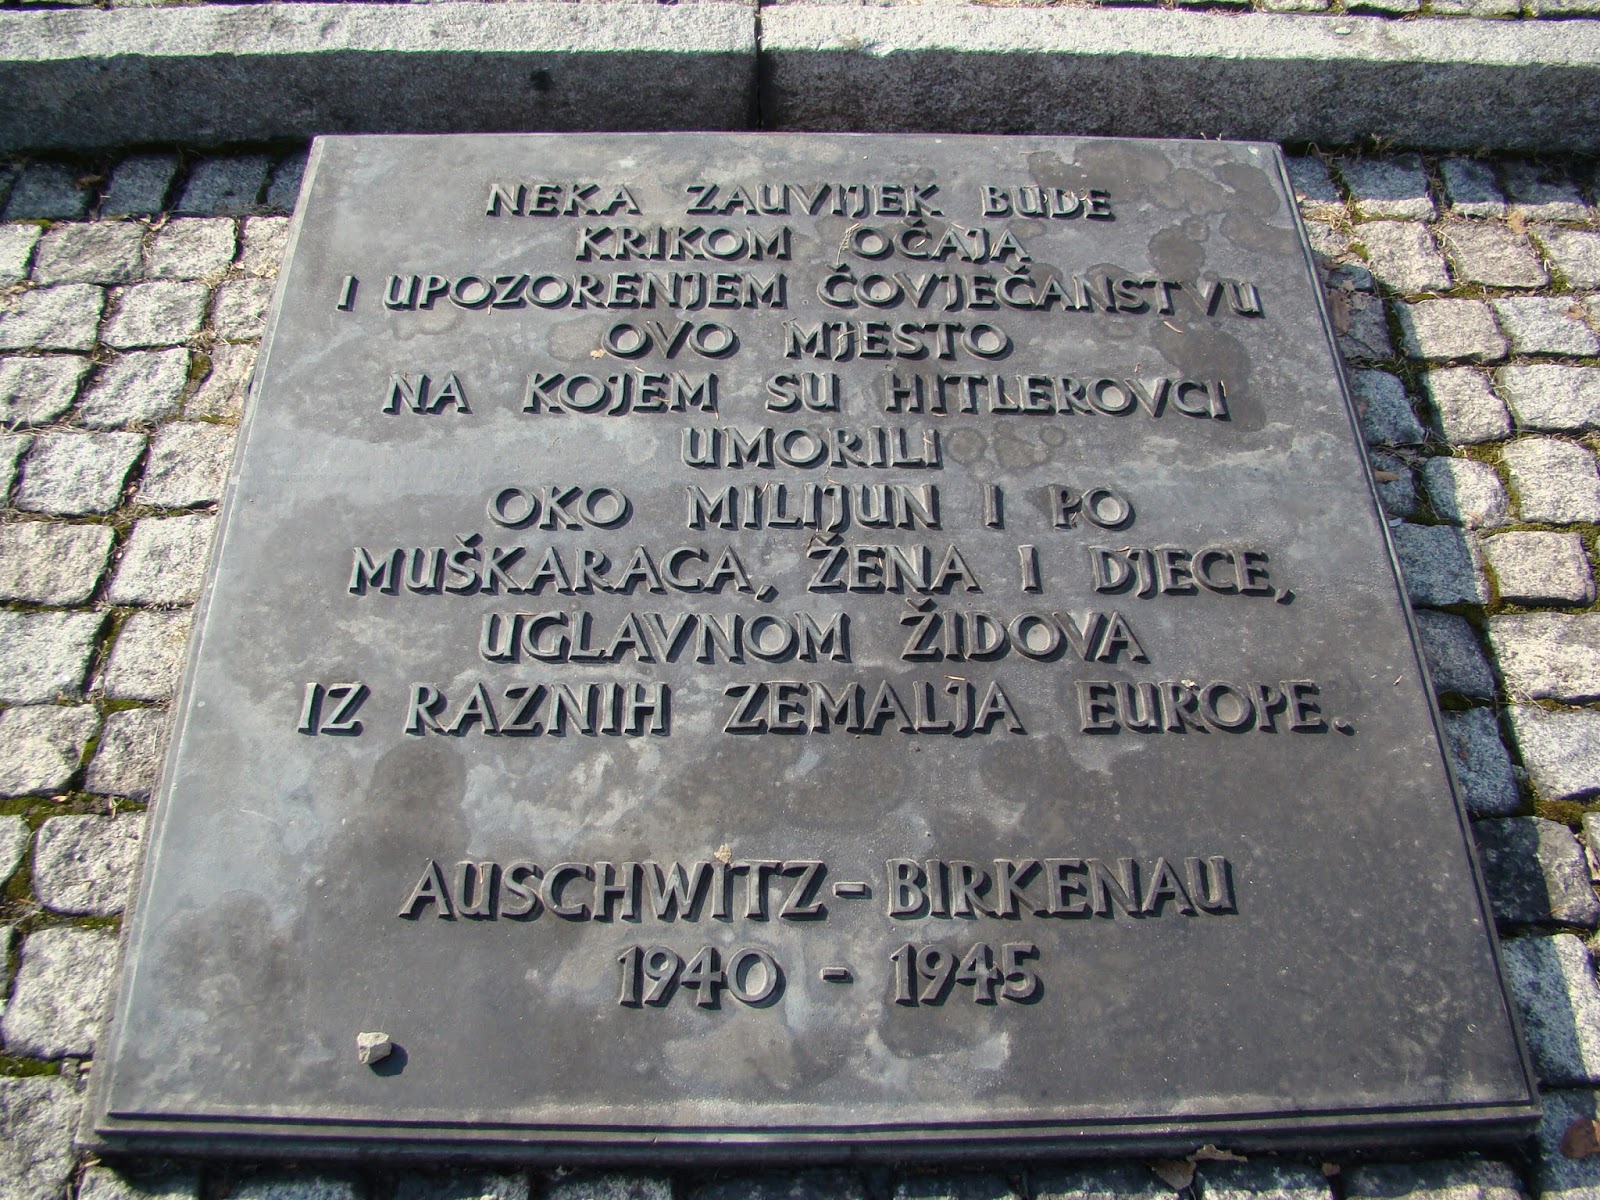 NEKA ZAUVIJEK BUDE
KRIKOM OČAJA
I UPOZORENJEM ČOVJEČANSTVU
OVO MJESTO
NA KOJEM SU HITLEROVCI
UMORILI
OKO MILIJUN I PO
MUŠKARACA, ŽENA I DJECE,
UGLAVNOM ŽIDOVA
IZ RAZNIH ZEMALJA EUROPE.
AUSCHWITZ-BIRKENAU
1940 - 1945